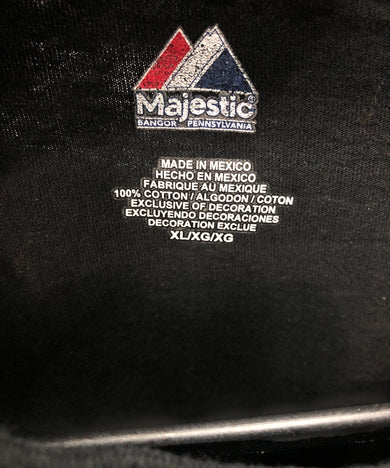 Majestic®
BANGOR PENNSYLVANIA
MADE IN MEXICO
HECHO EN MEXICO
FABRIQUE AU MEXIQUE
100% COTTON / ALGODON / COTON
EXCLUSIVE OF DECORATION
EXCLUYENDO DECORACIONES
DECORATION EXCLUE
XL/XG/XG